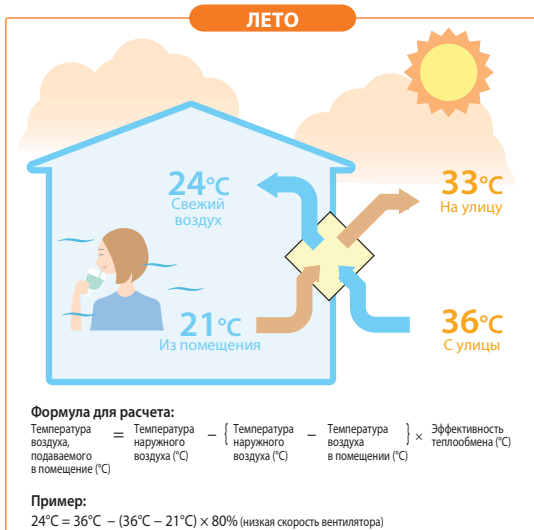 ЛЕТО
24°C
Свежий
воздух
33°C
На улицу
21°C
Из помещения
36°C
С улицы
Формула для расчета:
Температура
воздуха,
подаваемого
в помещение (°C)
=
Температура
наружного
воздуха (°C)
–
{
Температура
наружного
воздуха (°C)
–
Температура
воздуха
в помещении (°C)
}
×
Эффективность
теплообмена (°C)
Пример:
24°C = 36°C – (36°C – 21°C) × 80% (низкая скорость вентилятора)